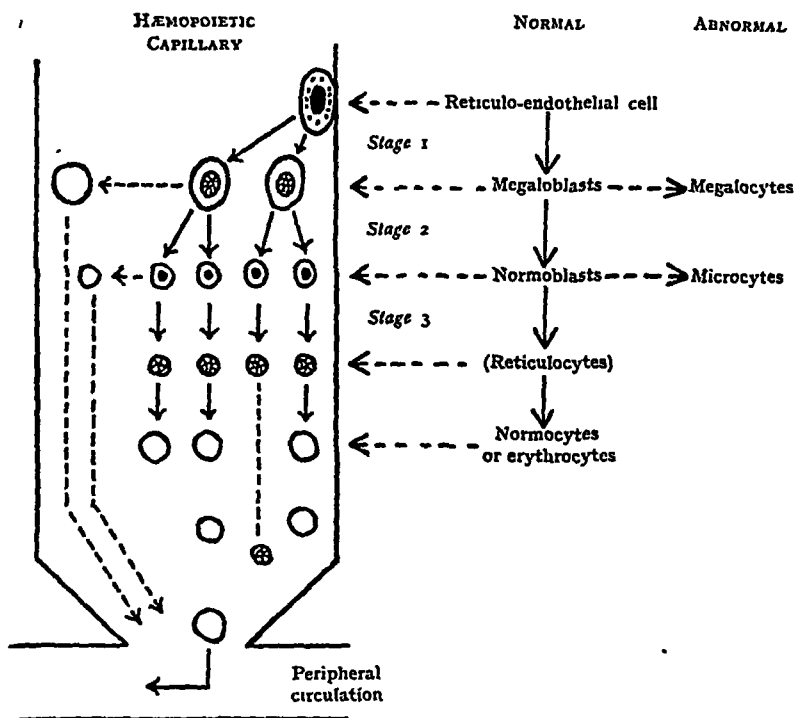 HÆMOPOIETIC
CAPILLARY
NORMAL
ABNORMAL
Reticulo-endothelial cell
Stage 1
Megaloblasts
Megalocytes
Stage 2
Normoblasts
Microcytes
Stage 3
(Reticulocytes)
Normocytes
or erythrocytes
Peripheral
circulation